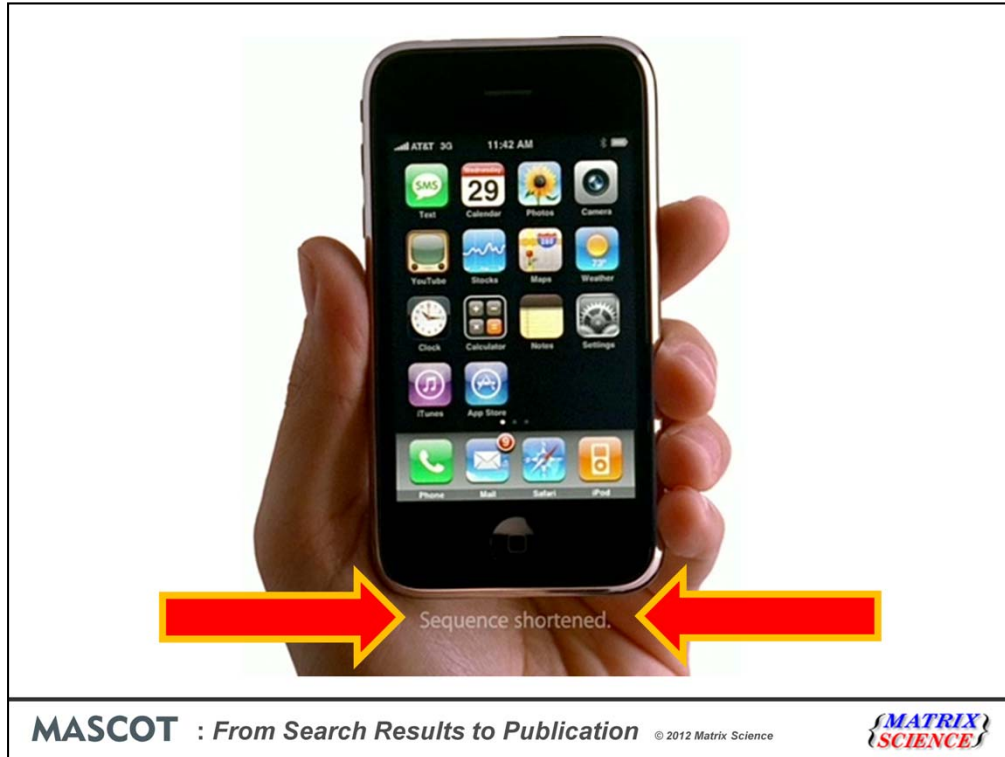 AT&T 3G 11:42 AM
SMS Wednesday 29
Text Calendar Photos Camera
280
73°
YouTube Stocks Maps Weather
Clock Calculator Notes Settings
iTunes App Store
9
Phone Mail Safari iPod
Sequence shortened.
MASCOT : From Search Results to Publication © 2012 Matrix Science
{MATRIX}
{SCIENCE}